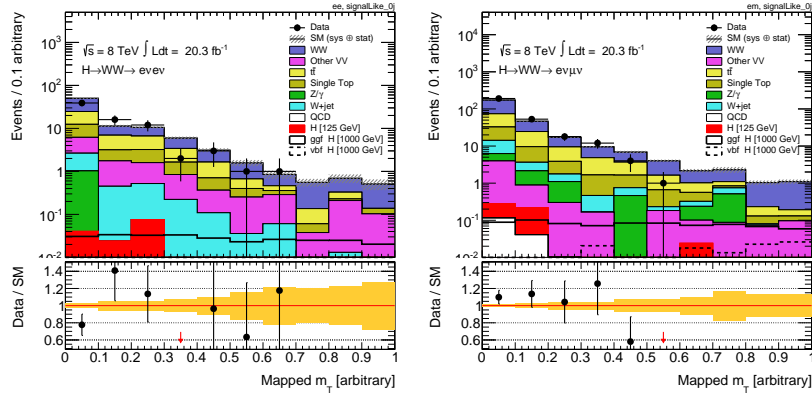 ee, signalLike_0j
Events / 0.1 arbitrary
10³
10²
10
1
10⁻¹
10⁻²
√s = 8 TeV ∫Ldt = 20.3 fb⁻¹
H→WW→ eνeν
Data
SM (sys ⊕ stat)
WW
Other VV
tt̄
Single Top
Z/γ
W+jet
QCD
H [125 GeV]
ggf H [1000 GeV]
vbf H [1000 GeV]
Data / SM
1.4
1.2
1
0.8
0.6
0 0.1 0.2 0.3 0.4 0.5 0.6 0.7 0.8 0.9 1
Mapped m_T [arbitrary]
em, signalLike_0j
Events / 0.1 arbitrary
10⁴
10³
10²
10
1
10⁻¹
10⁻²
√s = 8 TeV ∫Ldt = 20.3 fb⁻¹
H→WW→ eνμν
Data
SM (sys ⊕ stat)
WW
Other VV
tt̄
Single Top
Z/γ
W+jet
QCD
H [125 GeV]
ggf H [1000 GeV]
vbf H [1000 GeV]
Data / SM
1.4
1.2
1
0.8
0.6
0 0.1 0.2 0.3 0.4 0.5 0.6 0.7 0.8 0.9 1
Mapped m_T [arbitrary]